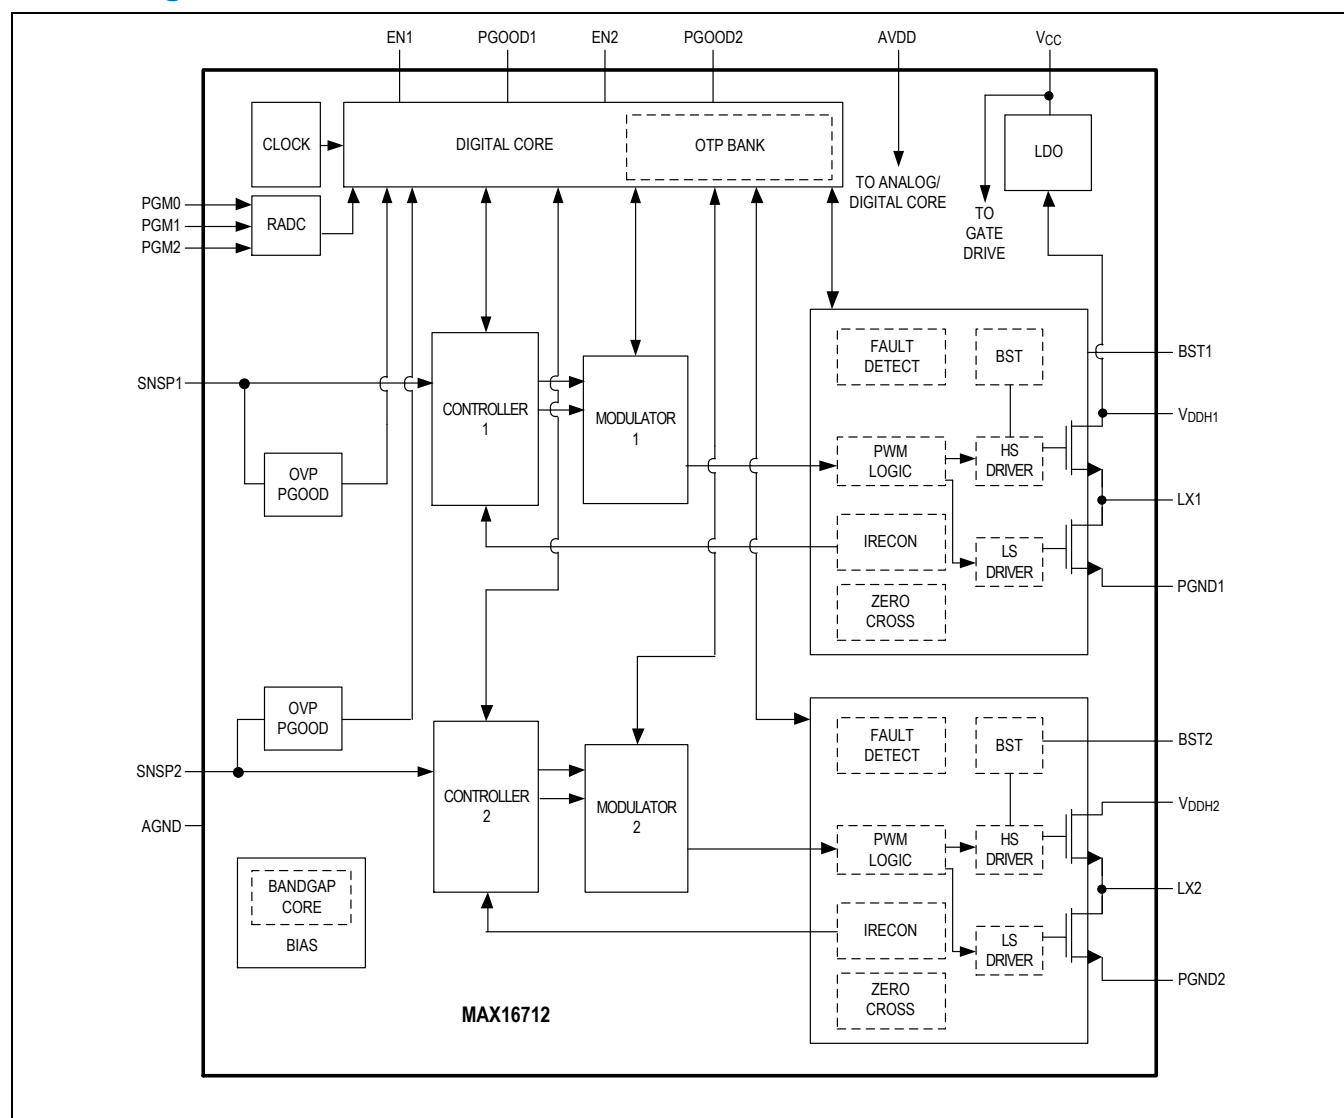 EN1
PGOOD1
EN2
PGOOD2
AVDD
VCC
CLOCK
DIGITAL CORE
OTP BANK
LDO
TO ANALOG/
DIGITAL CORE
PGM0
PGM1
PGM2
RADC
TO
GATE
DRIVE
FAULT
DETECT
BST
BST1
SNSP1
CONTROLLER
1
MODULATOR
1
VDDH1
OVP
PGOOD
PWM
LOGIC
HS
DRIVER
LX1
IRECON
LS
DRIVER
PGND1
ZERO
CROSS
OVP
PGOOD
FAULT
DETECT
BST
BST2
SNSP2
CONTROLLER
2
MODULATOR
2
VDDH2
AGND
PWM
LOGIC
HS
DRIVER
LX2
BANDGAP
CORE
BIAS
IRECON
LS
DRIVER
PGND2
ZERO
CROSS
MAX16712